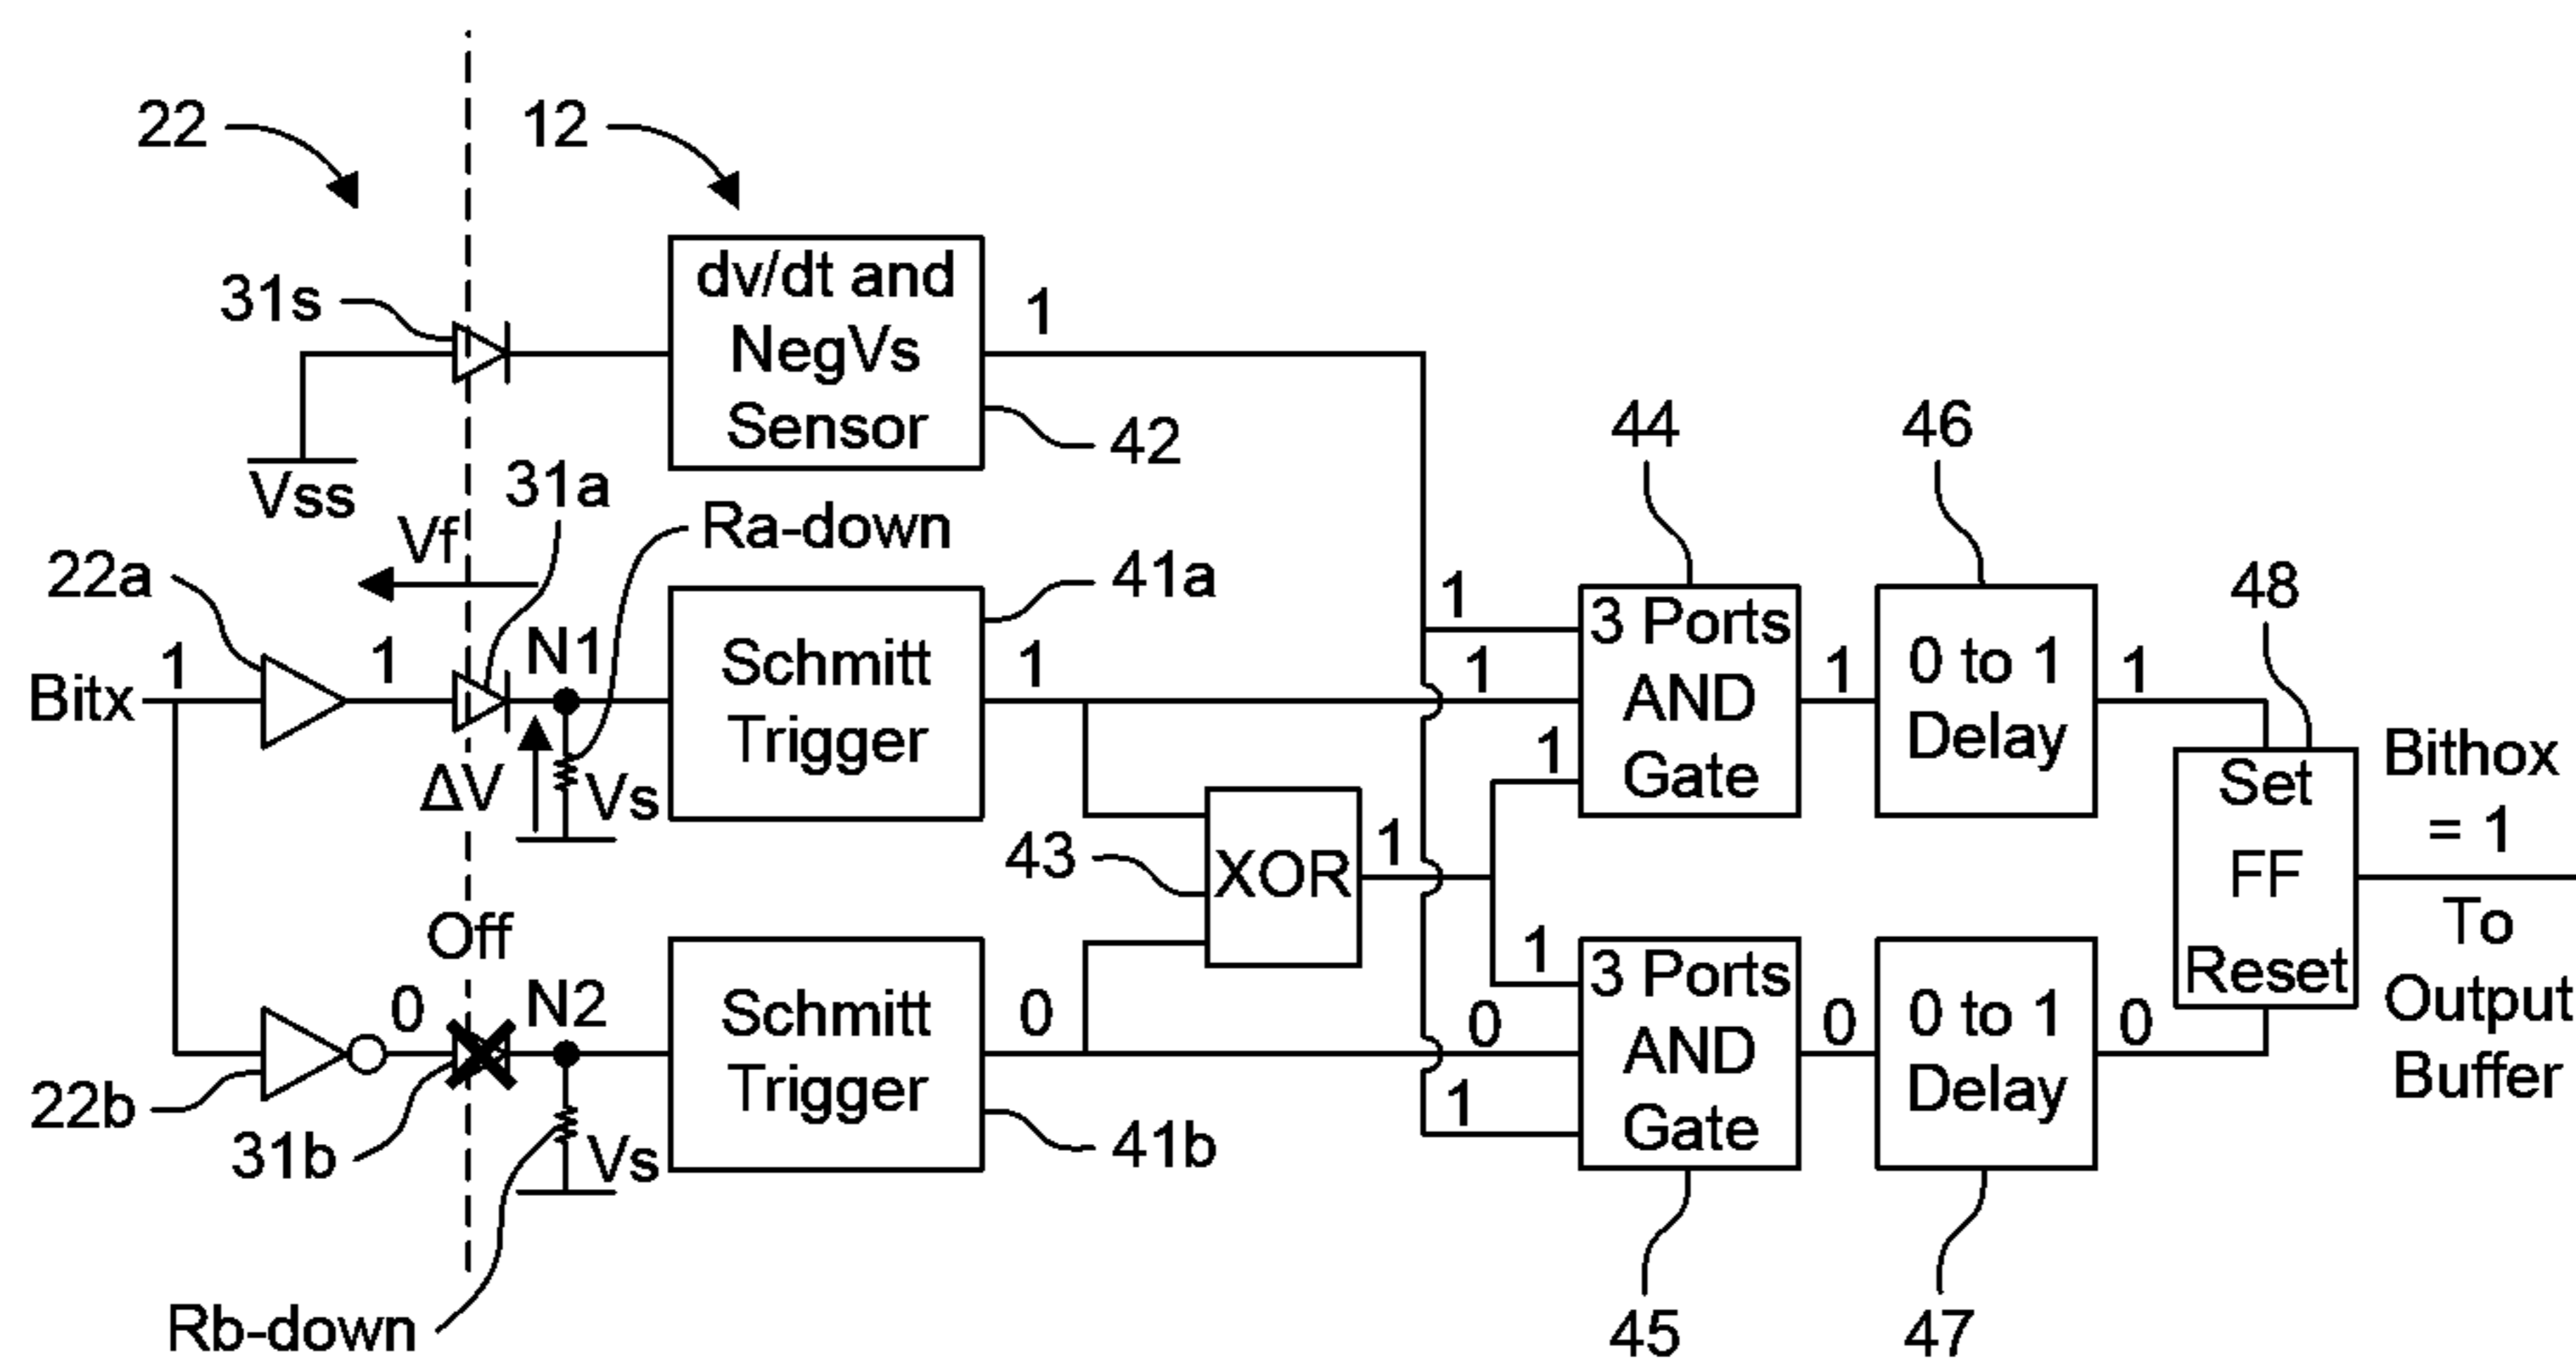 22
12
31s
dv/dt and
NegVs
Sensor
1
42
Vss
Vf
31a
Ra-down
22a
41a
44
46
48
Bitx
1
1
N1
Schmitt
Trigger
1
1
1
1
3 Ports
AND
Gate
1
0 to 1
Delay
1
ΔV
Vs
43
XOR
1
Set
FF
Reset
Bithox
= 1
To
Output
Buffer
Off
0
N2
22b
31b
Vs
Schmitt
Trigger
0
41b
1
0
1
3 Ports
AND
Gate
0
0 to 1
Delay
0
Rb-down
45
47